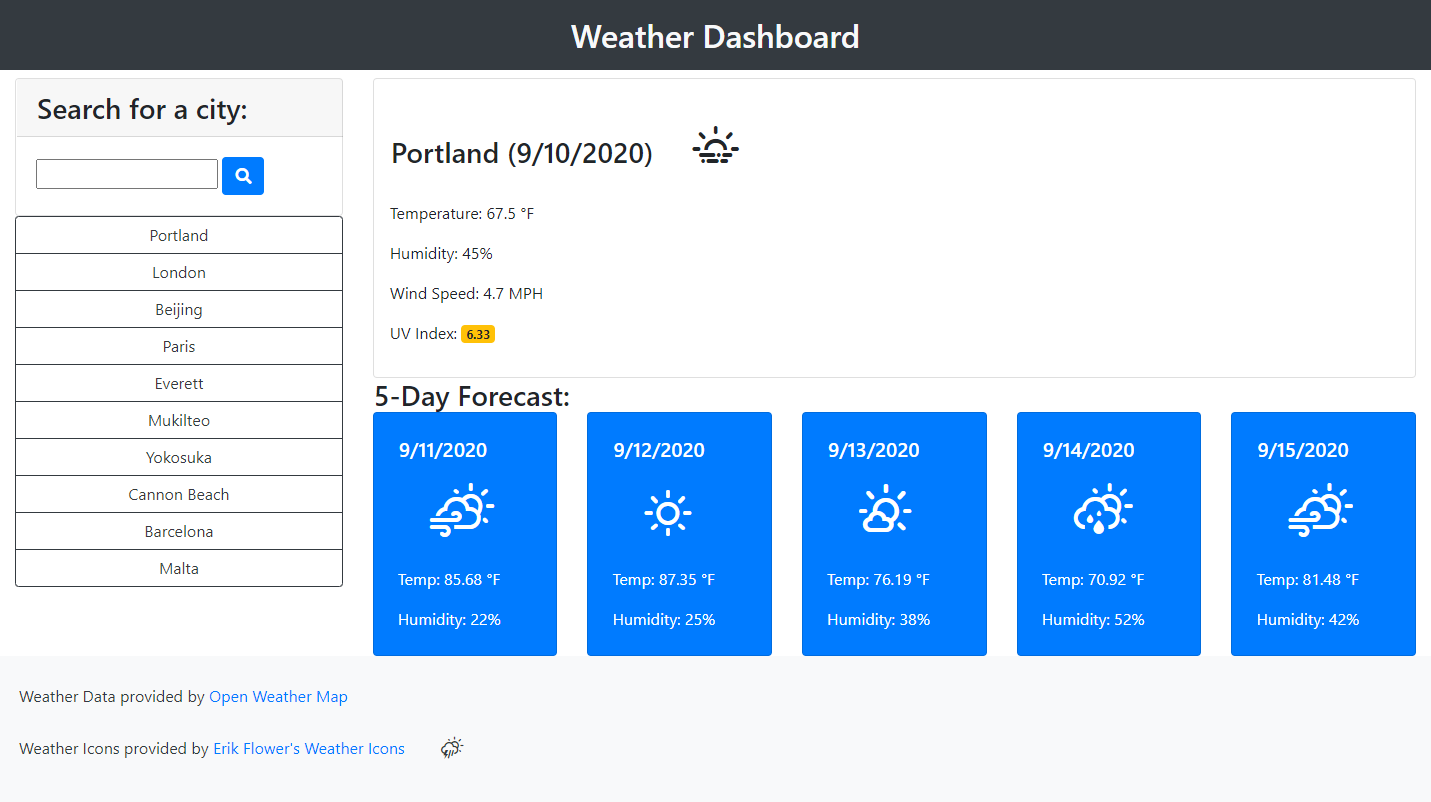 Weather Dashboard
Search for a city:
Portland
London
Beijing
Paris
Everett
Mukilteo
Yokosuka
Cannon Beach
Barcelona
Malta
Portland (9/10/2020)
Temperature: 67.5 °F
Humidity: 45%
Wind Speed: 4.7 MPH
UV Index: 6.33
5-Day Forecast:
9/11/2020
Temp: 85.68 °F
Humidity: 22%
9/12/2020
Temp: 87.35 °F
Humidity: 25%
9/13/2020
Temp: 76.19 °F
Humidity: 38%
9/14/2020
Temp: 70.92 °F
Humidity: 52%
9/15/2020
Temp: 81.48 °F
Humidity: 42%
Weather Data provided by Open Weather Map
Weather Icons provided by Erik Flower's Weather Icons